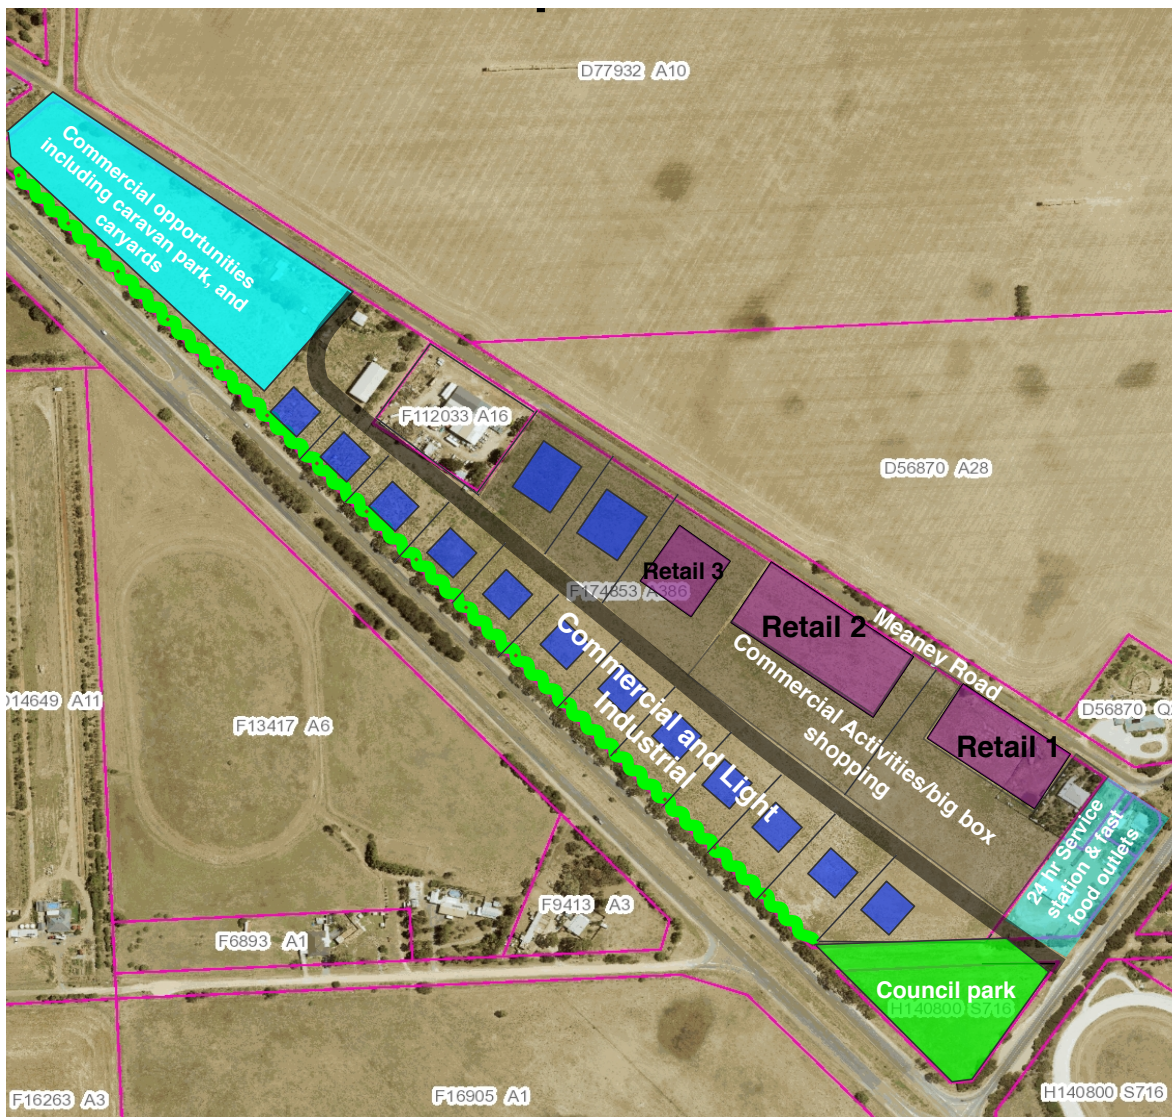 D77932 A10
Commercial opportunities
including caravan park, and
caryards
F112033 A16
D56870 A28
Retail 3
F174853 A386
Retail 2
Meaney Road
Commercial and Light
Industrial
Commercial Activities/big box
shopping
D56870
Retail 1
D14649 A11
F13417 A6
24 hr Service
station & fast
food outlets
F9413 A3
F6893 A1
Council park
H140800 S716
F16263 A3
F16905 A1
H140800 S716